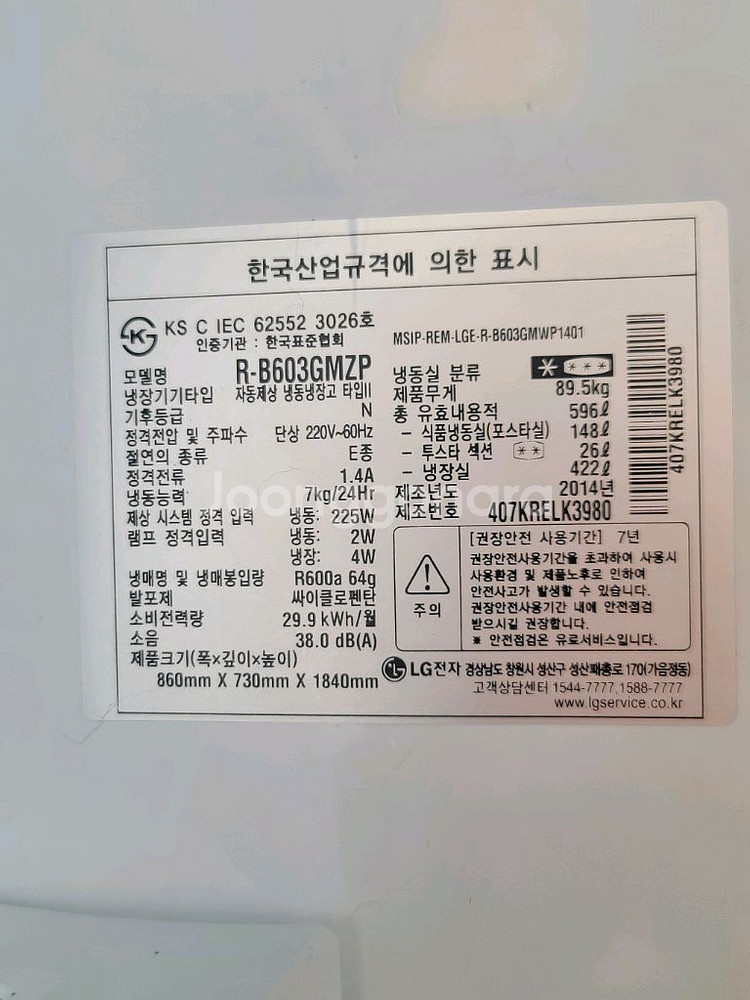 한국산업규격에 의한 표시
KS C IEC 62552 3026호
인증기관 : 한국표준협회
모델명 R-B603GMZP
냉장기기타입 자동제상 냉동냉장고 타입II
기후등급 N
정격전압 및 주파수 단상 220V~60Hz
절연의 종류 E종
정격전류 1.4A
냉동능력 7kg/24Hr
제상 시스템 정격 입력 냉동: 225W
램프 정격입력 냉동: 2W
냉장: 4W
냉매명 및 냉매봉입량 R600a 64g
발포제 싸이클로펜탄
소비전력량 29.9 kWh/월
소음 38.0 dB(A)
제품크기(폭×깊이×높이)
860mm X 730mm X 1840mm
MSIP-REM-LGE-R-B603GMWP1401
냉동실 분류
제품무게 89.5kg
총 유효내용적 596ℓ
- 식품냉동실(포스타실) 148ℓ
- 투스타 섹션 26ℓ
- 냉장실 422ℓ
제조년도 2014년
제조번호 407KRELK3980
407KRELK3980
주의
[권장안전 사용기간] 7년
권장안전사용기간을 초과하여 사용시
사용환경 및 제품노후로 인하여
안전사고가 발생할 수 있습니다.
권장안전사용기간 내에 안전점검
받으시길 권장합니다.
※ 안전점검은 유로서비스입니다.
LG전자 경상남도 창원시 성산구 성산패총로 170(가음정동)
고객상담센터 1544-7777,1588-7777
www.lgservice.co.kr
Joonggonara